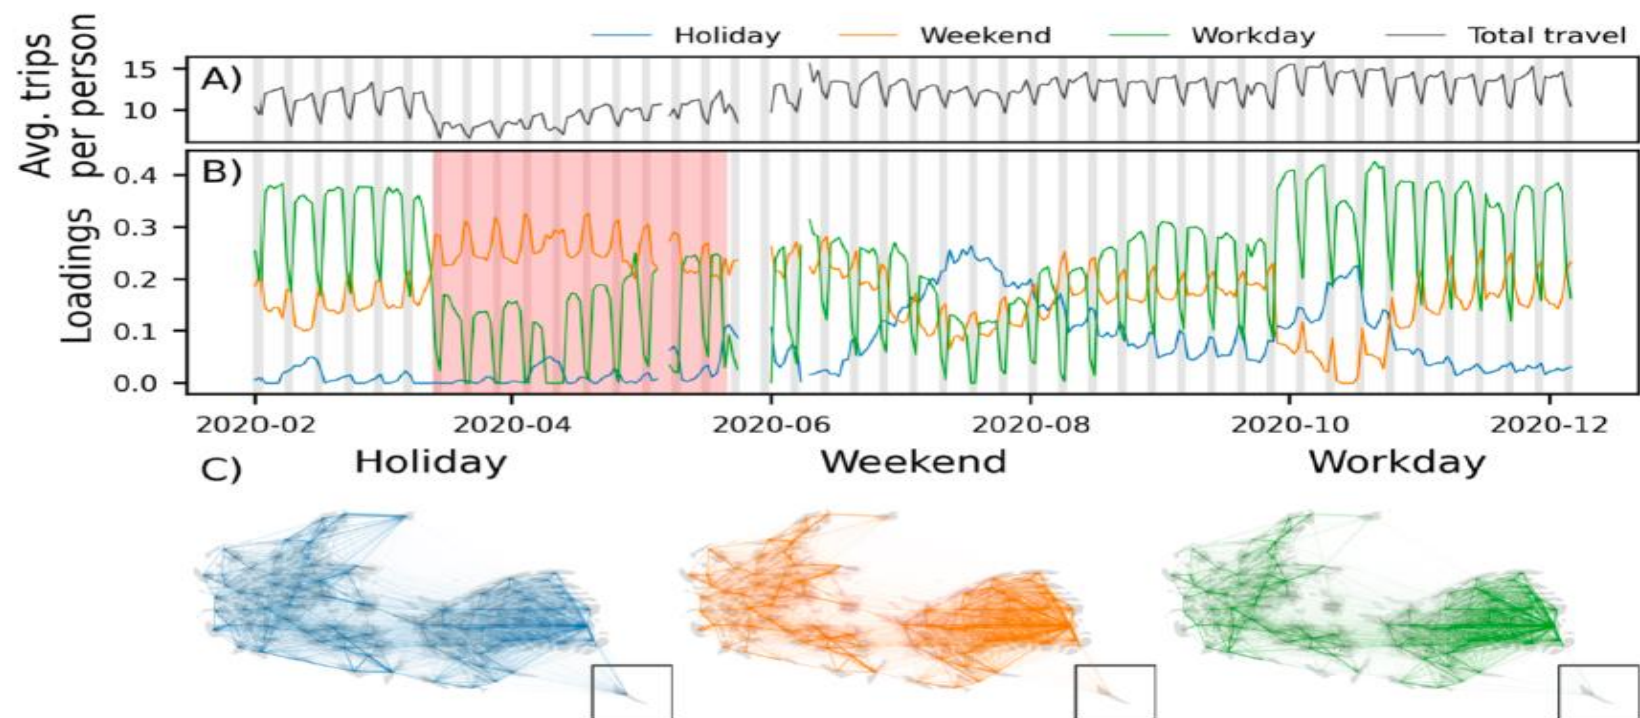 Holiday Weekend Workday Total travel
Avg. trips
per person
15
10
A)
Loadings
0.4
0.3
0.2
0.1
0.0
B)
2020-02 2020-04 2020-06 2020-08 2020-10 2020-12
C) Holiday Weekend Workday